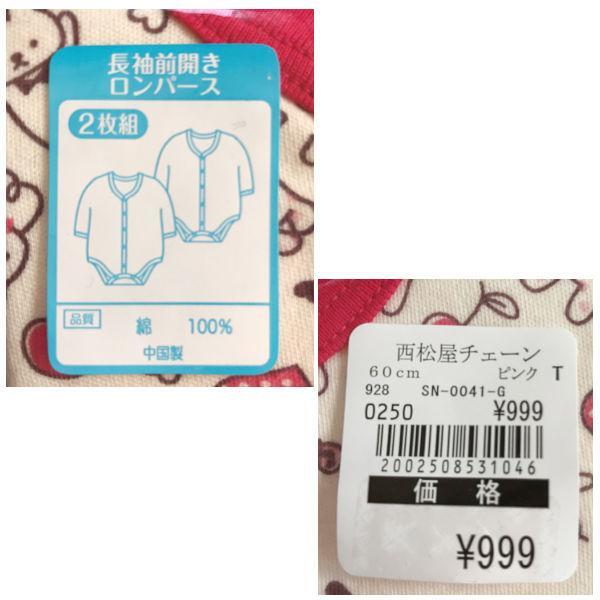 長袖前開き
ロンパース
2枚組
品質 綿 100%
中国製
西松屋チェーン
60cm ピンク T
928 SN-0041-G
0250 ¥999
2002508531046
価格
¥999